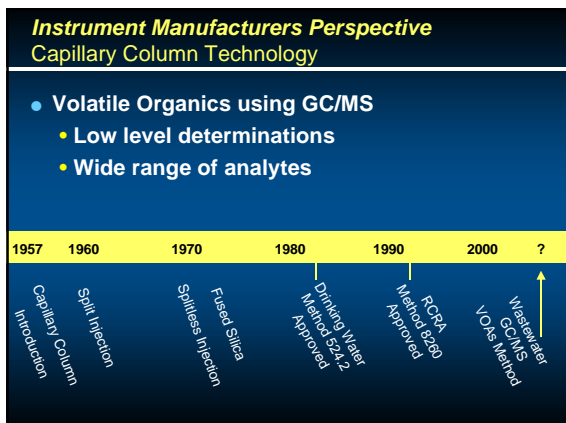 Instrument Manufacturers Perspective
Capillary Column Technology
Volatile Organics using GC/MS
Low level determinations
Wide range of analytes
1957 1960 1970 1980 1990 2000 ?
Capillary Column
Introduction
Split Injection
Splitless Injection
Fused Silica
Drinking Water
Method 524.2
Approved
RCRA
Method 8260
Approved
Wastewater
GC/MS
VOAs Method